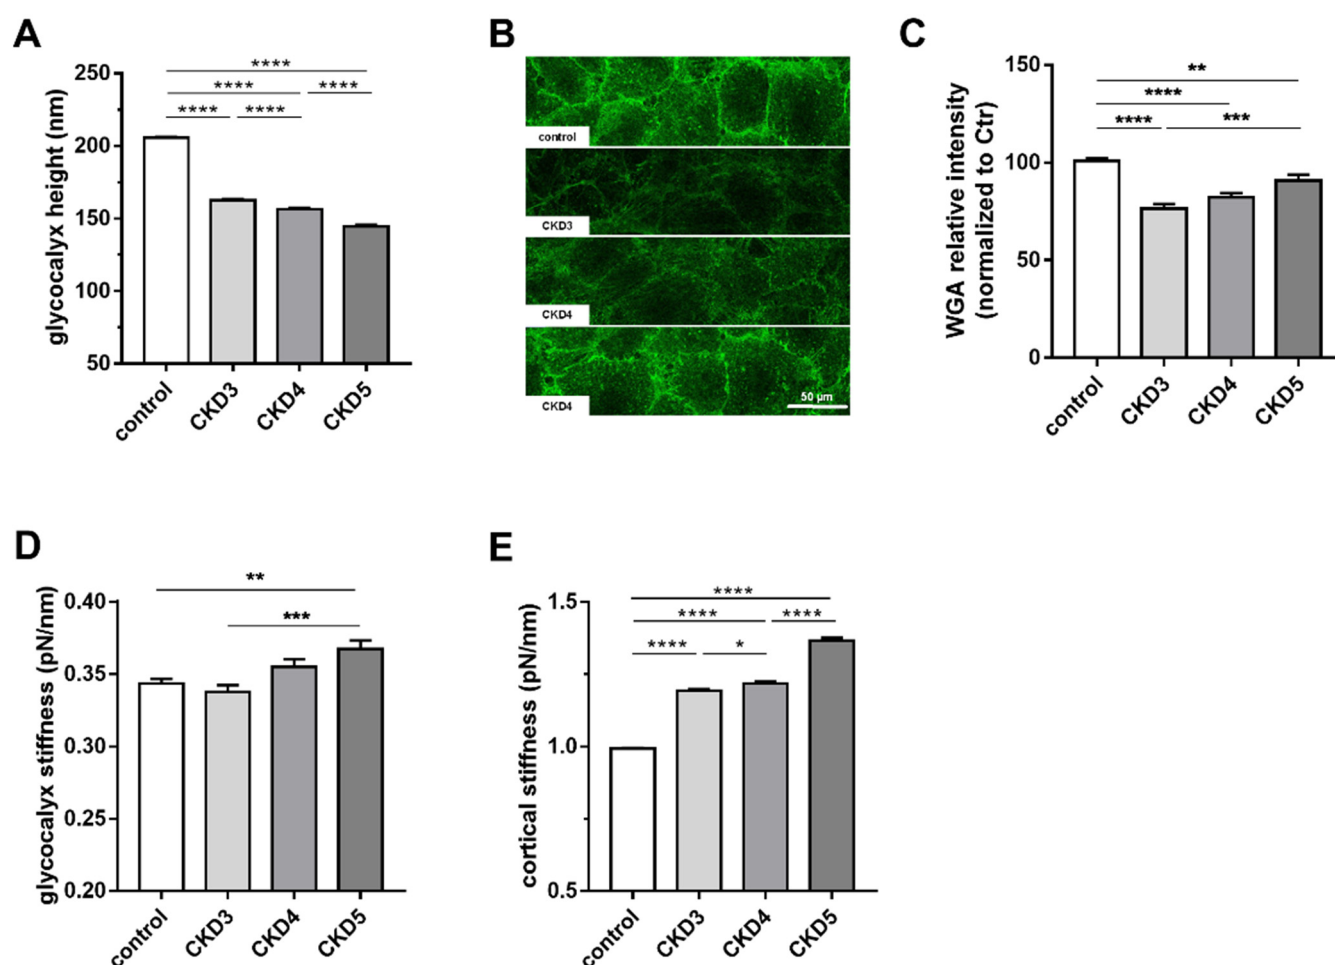 A
glycocalyx height (nm)
250
200
150
100
50
****
****
****
****
****
control
CKD3
CKD4
CKD5
B
control
CKD3
CKD4
CKD4
50 µm
C
WGA relative intensity
(normalized to Ctr)
150
100
50
0
**
****
****
***
control
CKD3
CKD4
CKD5
D
glycocalyx stiffness (pN/nm)
0.40
0.35
0.30
0.25
0.20
**
***
control
CKD3
CKD4
CKD5
E
cortical stiffness (pN/nm)
1.5
1.0
0.5
****
****
****
****
*
control
CKD3
CKD4
CKD5